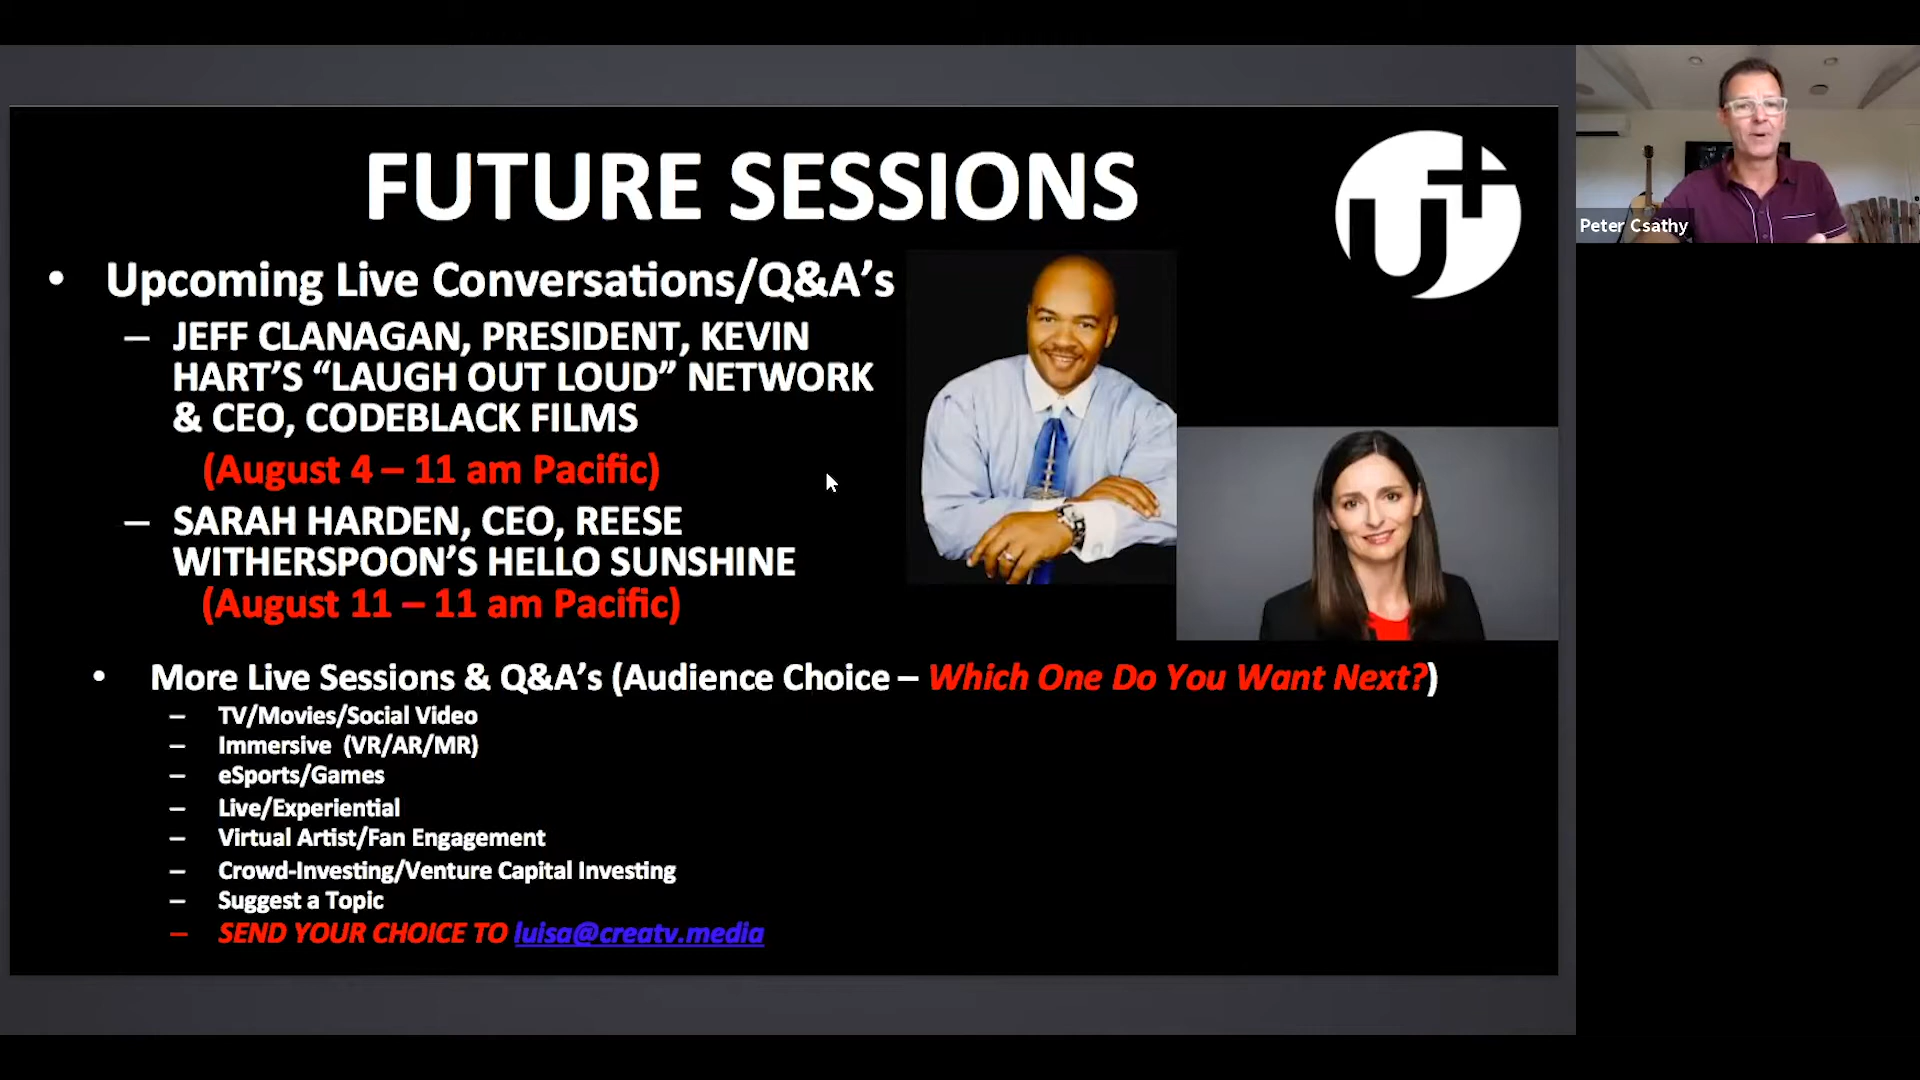 FUTURE SESSIONS
U+
• Upcoming Live Conversations/Q&A's
– JEFF CLANAGAN, PRESIDENT, KEVIN
HART'S “LAUGH OUT LOUD” NETWORK
& CEO, CODEBLACK FILMS
(August 4 – 11 am Pacific)
– SARAH HARDEN, CEO, REESE
WITHERSPOON'S HELLO SUNSHINE
(August 11 – 11 am Pacific)
• More Live Sessions & Q&A's (Audience Choice – Which One Do You Want Next?)
– TV/Movies/Social Video
– Immersive (VR/AR/MR)
– eSports/Games
– Live/Experiential
– Virtual Artist/Fan Engagement
– Crowd-Investing/Venture Capital Investing
– Suggest a Topic
– SEND YOUR CHOICE TO luisa@creatv.media
Peter Csathy